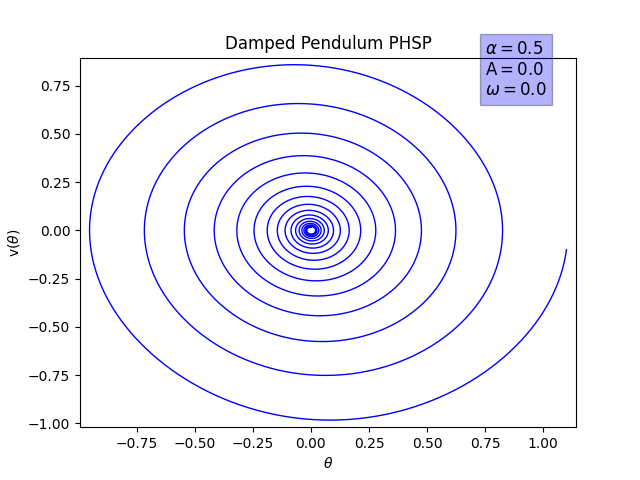 Damped Pendulum PHSP
α = 0.5
A = 0.0
ω = 0.0
0.75
0.50
0.25
0.00
−0.25
−0.50
−0.75
−1.00
v(θ)
−0.75 −0.50 −0.25 0.00 0.25 0.50 0.75 1.00
θ